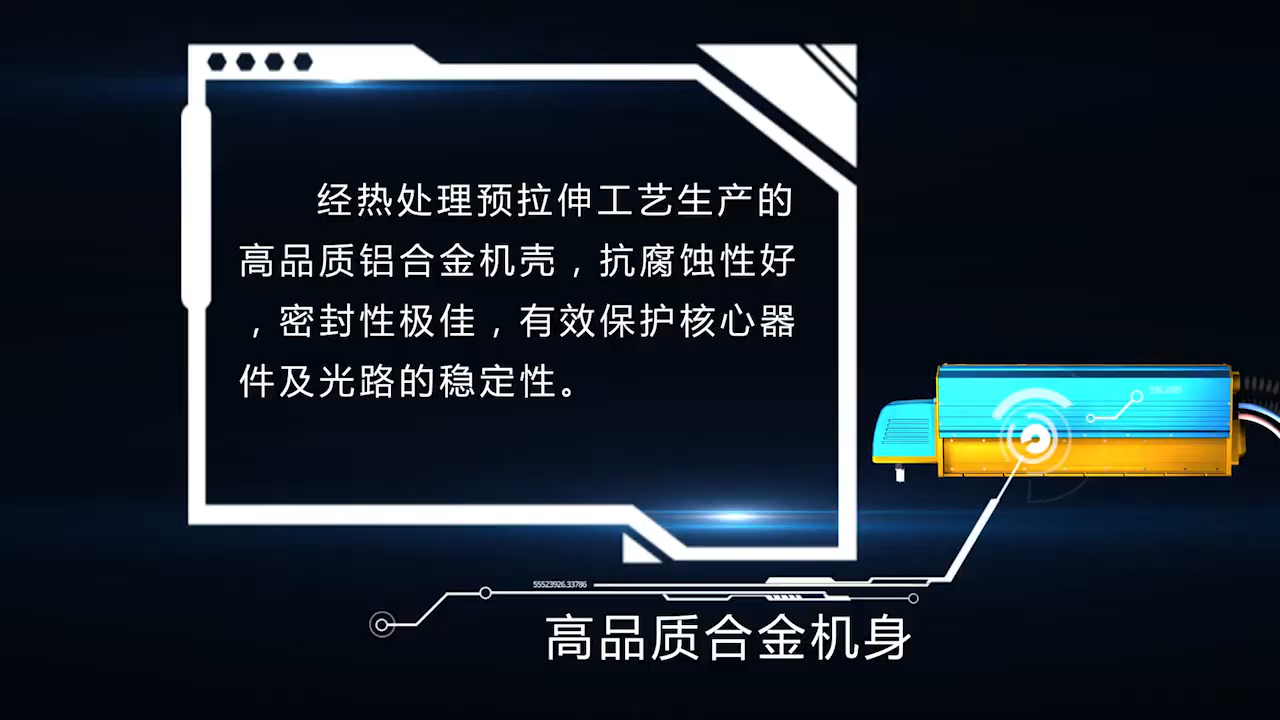 经热处理预拉伸工艺生产的
高品质铝合金机壳，抗腐蚀性好
，密封性极佳，有效保护核心器
件及光路的稳定性。
55523926.33786
高品质合金机身